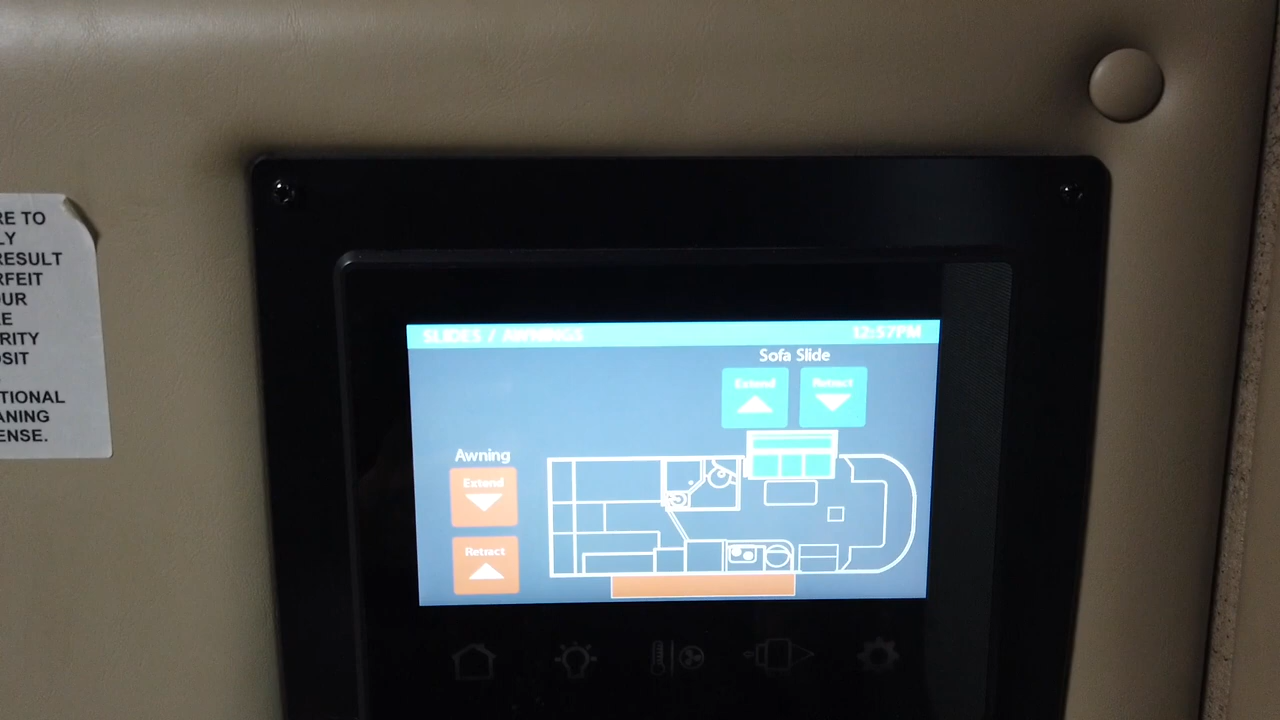 RE TO
LY
RESULT
RFEIT
OUR
RE
RITY
OSIT
TIONAL
ANING
ENSE.
SLIDES / AWNINGS 12:57PM
Sofa Slide
Extend Retract
Awning
Extend
Retract